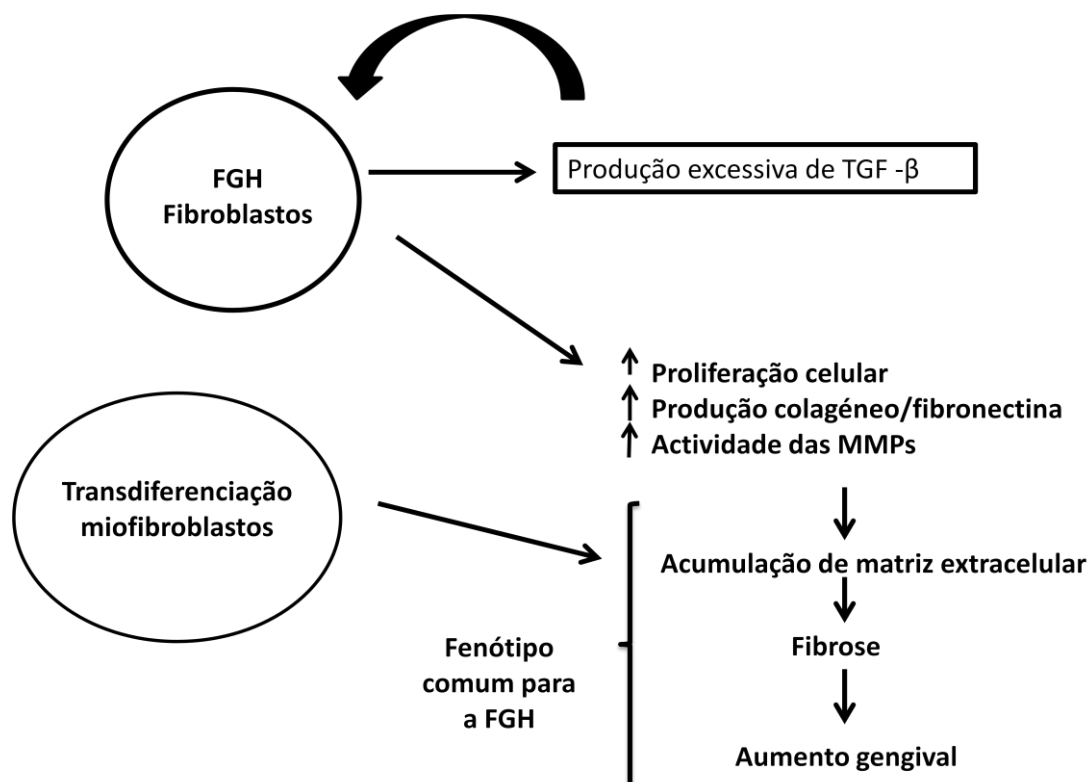 FGH
Fibroblastos
Produção excessiva de TGF -β
↑ Proliferação celular
↑ Produção colagéneo/fibronectina
↑ Actividade das MMPs
Transdiferenciação
miofibroblastos
Acumulação de matriz extracelular
Fibrose
Aumento gengival
Fenótipo
comum para
a FGH